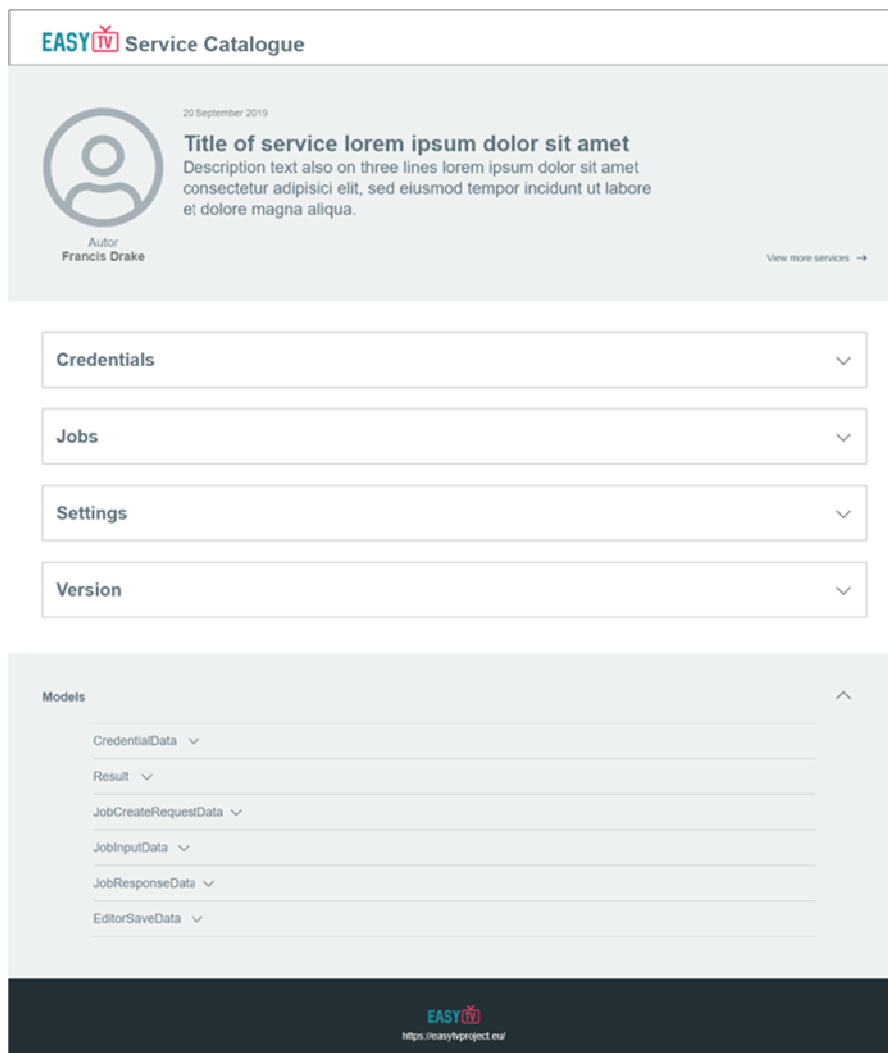 EASY TV Service Catalogue
20 September 2019
Title of service lorem ipsum dolor sit amet
Description text also on three lines lorem ipsum dolor sit amet
consectetur adipisici elit, sed eiusmod tempor incidunt ut labore
et dolore magna aliqua.
Autor
Francis Drake
View more services →
Credentials
Jobs
Settings
Version
Models
CredentialData
Result
JobCreateRequestData
JobInputData
JobResponseData
EditorSaveData
EASY TV
https://easytvproject.eu/